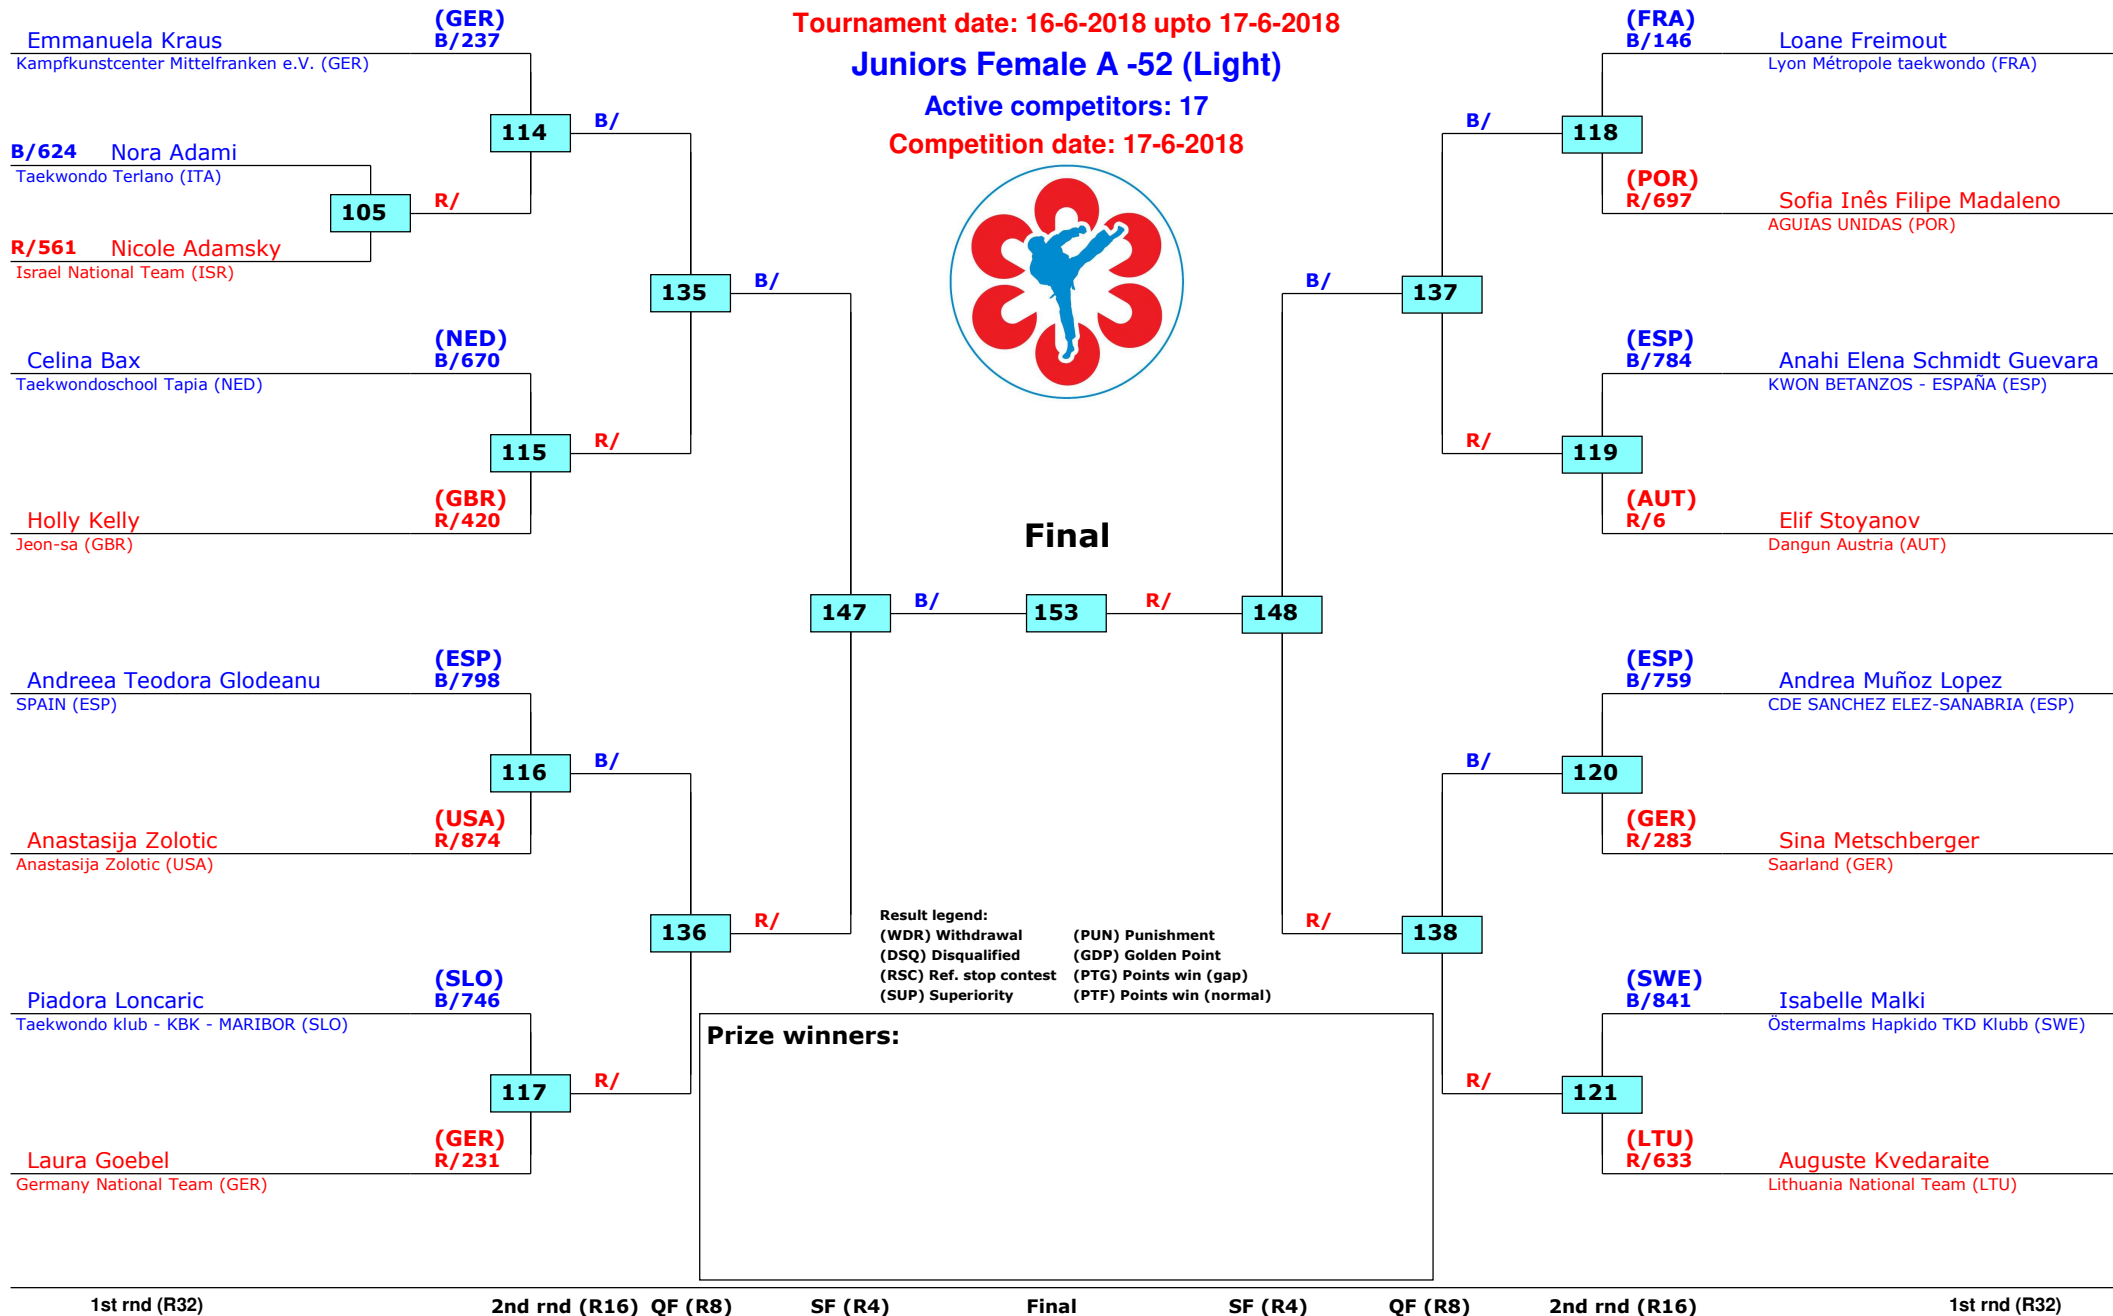 Tournament date: 16-6-2018 upto 17-6-2018
Juniors Female A -52 (Light)
Active competitors: 17
Competition date: 17-6-2018
(GER)
Emmanuela Kraus B/237
Kampfkunstcenter Mittelfranken e.V. (GER)
114 B/
B/624 Nora Adami
Taekwondo Terlano (ITA)
105 R/
R/561 Nicole Adamsky
Israel National Team (ISR)
135 B/
(NED)
Celina Bax B/670
Taekwondoschool Tapia (NED)
115 R/
(GBR)
Holly Kelly R/420
Jeon-sa (GBR)
147 B/
(ESP)
Andreea Teodora Glodeanu B/798
SPAIN (ESP)
116 B/
(USA)
Anastasija Zolotic R/874
Anastasija Zolotic (USA)
136 R/
(SLO)
Piadora Loncaric B/746
Taekwondo klub - KBK - MARIBOR (SLO)
117 R/
(GER)
Laura Goebel R/231
Germany National Team (GER)
Final
153
(FRA)
B/146 Loane Freimout
Lyon Métropole taekwondo (FRA)
B/ 118
(POR)
R/697 Sofia Inês Filipe Madaleno
AGUIAS UNIDAS (POR)
B/ 137
(ESP)
B/784 Anahi Elena Schmidt Guevara
KWON BETANZOS - ESPAÑA (ESP)
R/ 119
(AUT)
R/6 Elif Stoyanov
Dangun Austria (AUT)
R/ 148
(ESP)
B/759 Andrea Muñoz Lopez
CDE SANCHEZ ELEZ-SANABRIA (ESP)
B/ 120
(GER)
R/283 Sina Metschberger
Saarland (GER)
R/ 138
(SWE)
B/841 Isabelle Malki
Östermalms Hapkido TKD Klubb (SWE)
R/ 121
(LTU)
R/633 Auguste Kvedaraite
Lithuania National Team (LTU)
Result legend:
(WDR) Withdrawal (PUN) Punishment
(DSQ) Disqualified (GDP) Golden Point
(RSC) Ref. stop contest (PTG) Points win (gap)
(SUP) Superiority (PTF) Points win (normal)
Prize winners:
1st rnd (R32) 2nd rnd (R16) QF (R8) SF (R4) Final SF (R4) QF (R8) 2nd rnd (R16) 1st rnd (R32)